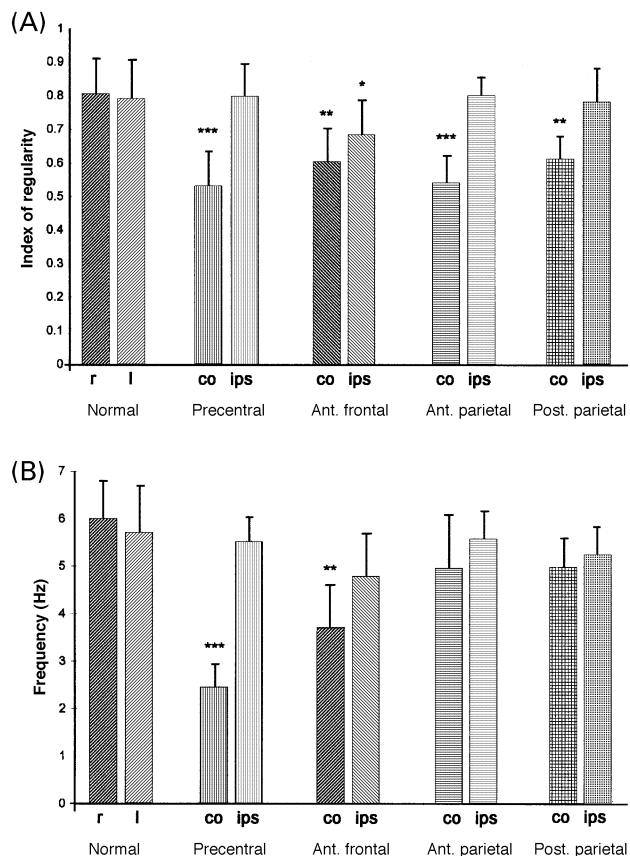 (A)
Index of regularity
1
0.9
0.8
0.7
0.6
0.5
0.4
0.3
0.2
0.1
0
*** ** * *** **
r l co ips co ips co ips co ips
Normal Precentral Ant. frontal Ant. parietal Post. parietal
(B)
Frequency (Hz)
7
6
5
4
3
2
1
0
*** **
r l co ips co ips co ips co ips
Normal Precentral Ant. frontal Ant. parietal Post. parietal